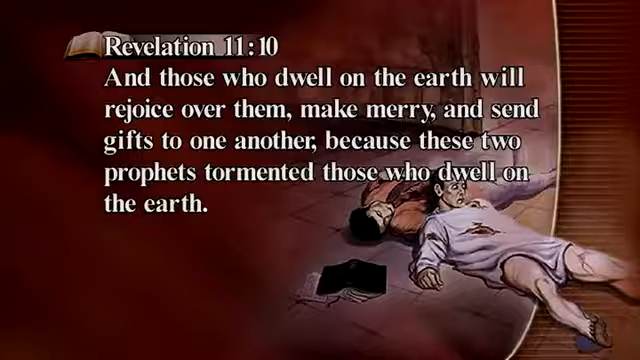 Revelation 11:10
And those who dwell on the earth will
rejoice over them, make merry, and send
gifts to one another, because these two
prophets tormented those who dwell on
the earth.